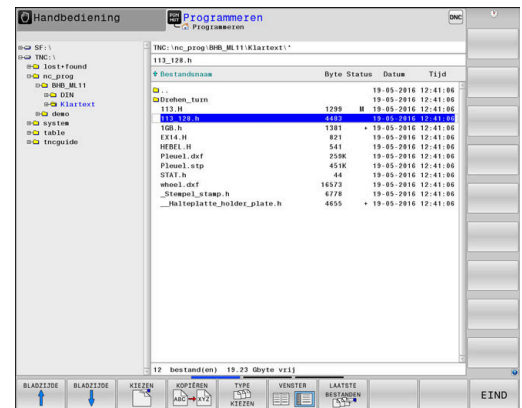 Handbediening
Programmeren
Programmeren
DNC
SF:\
TNC:\
lost+found
nc_prog
BHB_ML11
DIN
Klartext
demo
system
table
tncguide
TNC:\nc_prog\BHB_ML11\Klartext\*
113_128.h
Bestandsnaam Byte Status Datum Tijd
.. 19-05-2016 12:41:06
Drehen_turn 19-05-2016 12:41:06
113.H 1299 M 19-05-2016 12:41:06
113_128.h 4483 19-05-2016 12:41:06
1GB.h 1381 + 19-05-2016 12:41:06
EX14.H 821 19-05-2016 12:41:06
HEBEL.H 541 19-05-2016 12:41:06
Pleuel.dxf 259K 19-05-2016 12:41:06
Pleuel.stp 451K 19-05-2016 12:41:06
STAT.h 44 19-05-2016 12:41:06
wheel.dxf 16573 19-05-2016 12:41:06
_Stempel_stamp.h 6778 19-05-2016 12:41:06
__Halteplatte_holder_plate.h 4655 + 19-05-2016 12:41:06
12 bestand(en) 19.23 Gbyte vrij
BLADZIJDE
BLADZIJDE
KIEZEN
KOPIËREN
ABC XYZ
TYPE
KIEZEN
VENSTER
LAATSTE
BESTANDEN
EIND